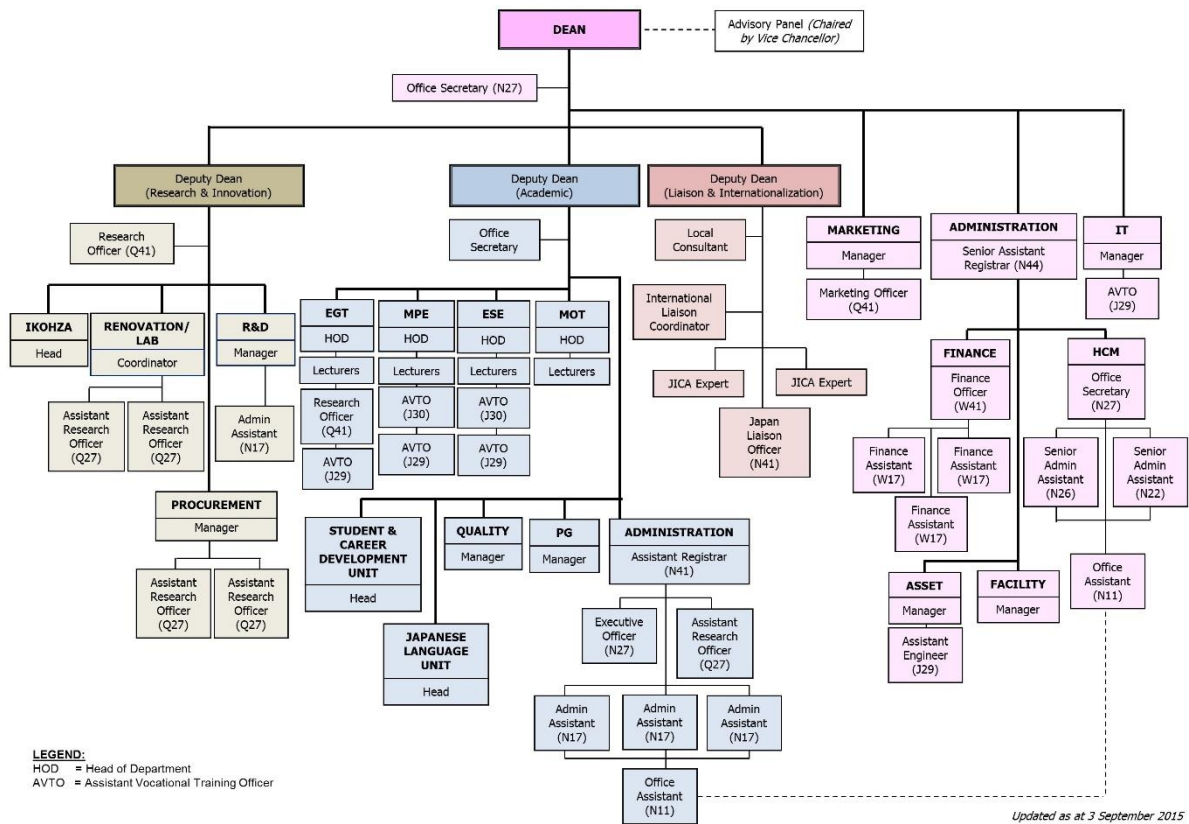 DEAN
Advisory Panel (Chaired
by Vice Chancellor)
Office Secretary (N27)
Deputy Dean
(Research & Innovation)
Deputy Dean
(Academic)
Deputy Dean
(Liaison & Internationalization)
Research
Officer (Q41)
IKOHZA
Head
RENOVATION/
LAB
Coordinator
R&D
Manager
Assistant
Research
Officer
(Q27)
Assistant
Research
Officer
(Q27)
Admin
Assistant
(N17)
PROCUREMENT
Manager
Assistant
Research
Officer
(Q27)
Assistant
Research
Officer
(Q27)
Office
Secretary
EGT
HOD
Lecturers
Research
Officer
(Q41)
AVTO
(J29)
MPE
HOD
Lecturers
AVTO
(J30)
AVTO
(J29)
ESE
HOD
Lecturers
AVTO
(J30)
AVTO
(J29)
MOT
HOD
Lecturers
STUDENT &
CAREER
DEVELOPMENT
UNIT
Head
JAPANESE
LANGUAGE
UNIT
Head
QUALITY
Manager
PG
Manager
ADMINISTRATION
Assistant Registrar
(N41)
Executive
Officer
(N27)
Assistant
Research
Officer
(Q27)
Admin
Assistant
(N17)
Admin
Assistant
(N17)
Admin
Assistant
(N17)
Office
Assistant
(N11)
Local
Consultant
International
Liaison
Coordinator
JICA Expert
JICA Expert
Japan
Liaison
Officer
(N41)
MARKETING
Manager
Marketing Officer
(Q41)
ADMINISTRATION
Senior Assistant
Registrar (N44)
IT
Manager
AVTO
(J29)
FINANCE
Finance
Officer
(W41)
Finance
Assistant
(W17)
Finance
Assistant
(W17)
Finance
Assistant
(W17)
HCM
Office
Secretary
(N27)
Senior
Admin
Assistant
(N26)
Senior
Admin
Assistant
(N22)
Office
Assistant
(N11)
ASSET
Manager
Assistant
Engineer
(J29)
FACILITY
Manager
LEGEND:
HOD = Head of Department
AVTO = Assistant Vocational Training Officer
Updated as at 3 September 2015